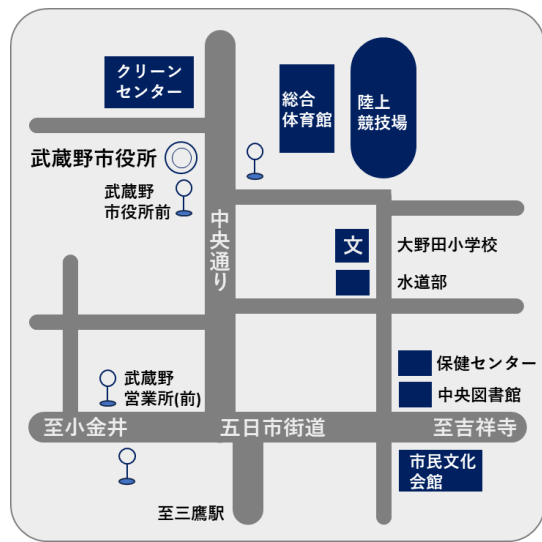 クリーン
センター
総合
体育館
陸上
競技場
武蔵野市役所
武蔵野
市役所前
中央通り
文
大野田小学校
水道部
保健センター
武蔵野
営業所(前)
中央図書館
至小金井
五日市街道
至吉祥寺
市民文化
会館
至三鷹駅